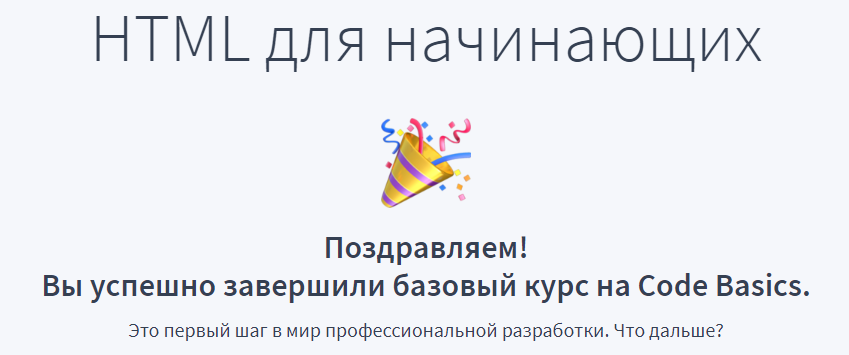 HTML для начинающих
Поздравляем!
Вы успешно завершили базовый курс на Code Basics.
Это первый шаг в мир профессиональной разработки. Что дальше?